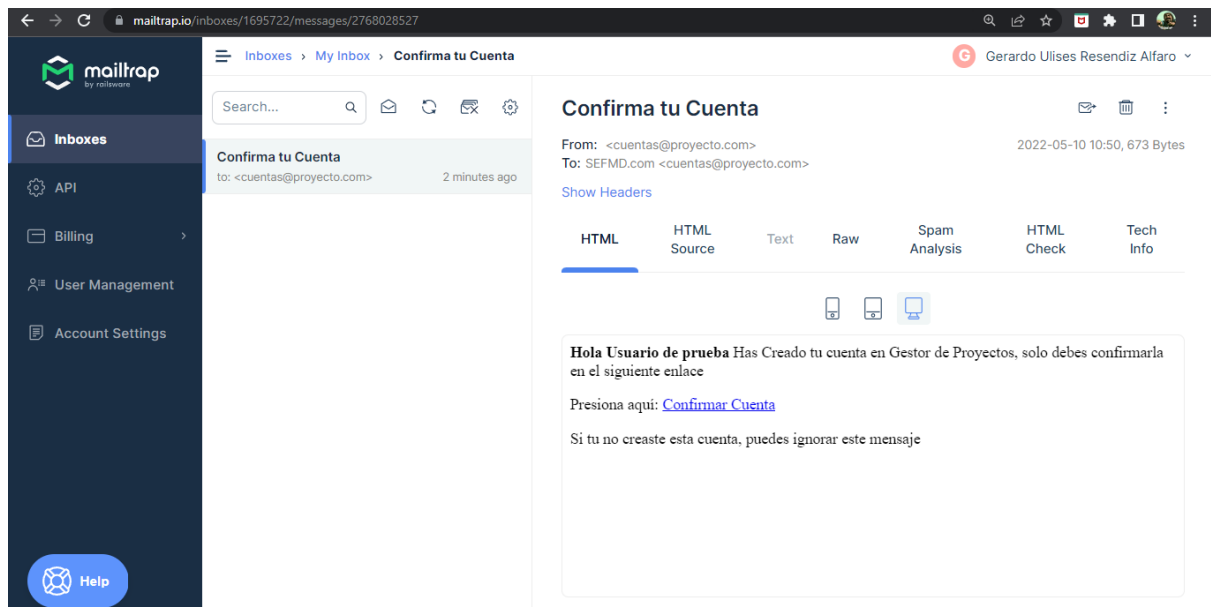 mailtrap.io/inboxes/1695722/messages/2768028527
mailtrap
by railsware
Inboxes
API
Billing
User Management
Account Settings
Help
Inboxes › My Inbox › Confirma tu Cuenta
G Gerardo Ulises Resendiz Alfaro
Search...
Confirma tu Cuenta
to: <cuentas@proyecto.com> 2 minutes ago
Confirma tu Cuenta
From: <cuentas@proyecto.com> 2022-05-10 10:50, 673 Bytes
To: SEFMD.com <cuentas@proyecto.com>
Show Headers
HTML
HTML
Source
Text
Raw
Spam
Analysis
HTML
Check
Tech
Info
Hola Usuario de prueba Has Creado tu cuenta en Gestor de Proyectos, solo debes confirmarla
en el siguiente enlace
Presiona aqui: Confirmar Cuenta
Si tu no creaste esta cuenta, puedes ignorar este mensaje